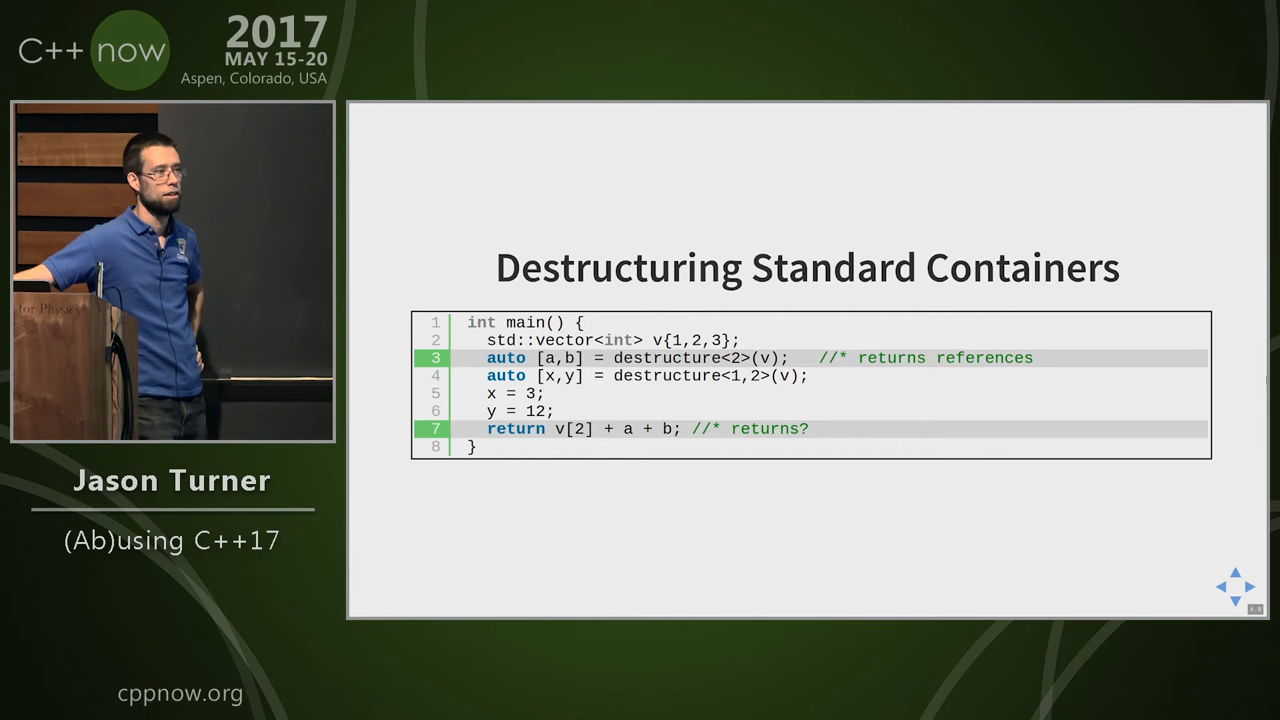 C++ now
2017
MAY 15-20
Aspen, Colorado, USA
for Physics
Jason Turner
(Ab)using C++17
cppnow.org
Destructuring Standard Containers
1 int main() {
2 std::vector<int> v{1,2,3};
3 auto [a,b] = destructure<2>(v); //* returns references
4 auto [x,y] = destructure<1,2>(v);
5 x = 3;
6 y = 12;
7 return v[2] + a + b; //* returns?
8 }